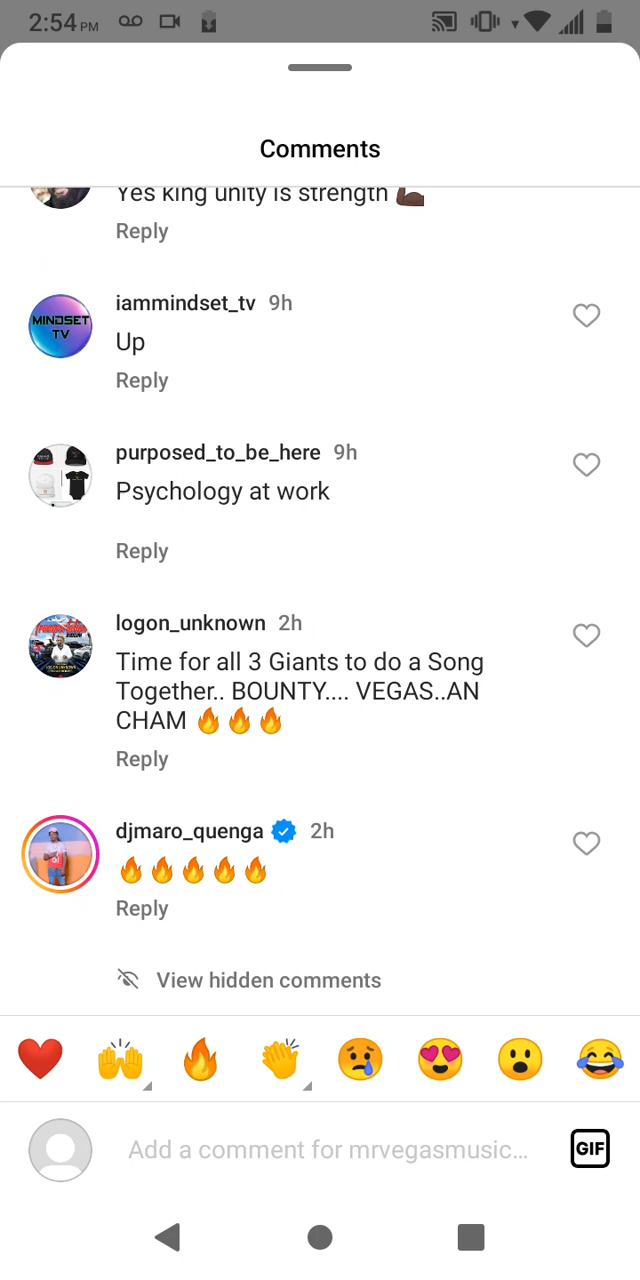 2:54 PM
Comments
Yes king unity is strength 💪🏿
Reply
iammindset_tv 9h
MINDSET
TV
Up
Reply
purposed_to_be_here 9h
Psychology at work
Reply
logon_unknown 2h
Time for all 3 Giants to do a Song
Together.. BOUNTY.... VEGAS..AN
CHAM 🔥🔥🔥
Reply
djmaro_quenga 2h
🔥🔥🔥🔥🔥
Reply
View hidden comments
❤️🙌🔥👏😢😍😮😂
Add a comment for mrvegasmusic...
GIF